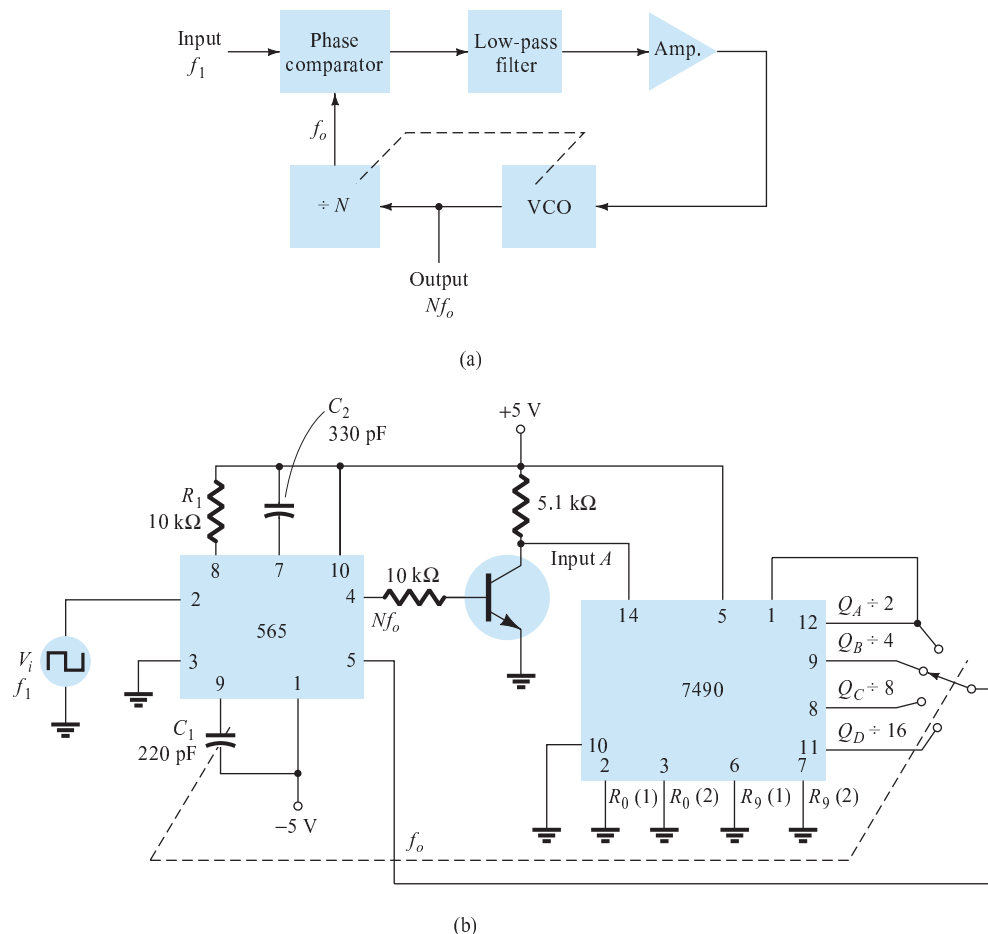 Input
f1
Phase
comparator
Low-pass
filter
Amp.
fo
÷ N
VCO
Output
Nfo
(a)
C2
330 pF
+5 V
R1
10 kΩ
5.1 kΩ
Input A
8
7
10
10 kΩ
2
4
Nfo
565
14
5
1
12
QA ÷ 2
QB ÷ 4
9
Vi
f1
3
5
7490
QC ÷ 8
8
9
1
QD ÷ 16
11
C1
220 pF
10
2
3
6
7
R0 (1)
R0 (2)
R9 (1)
R9 (2)
−5 V
fo
(b)